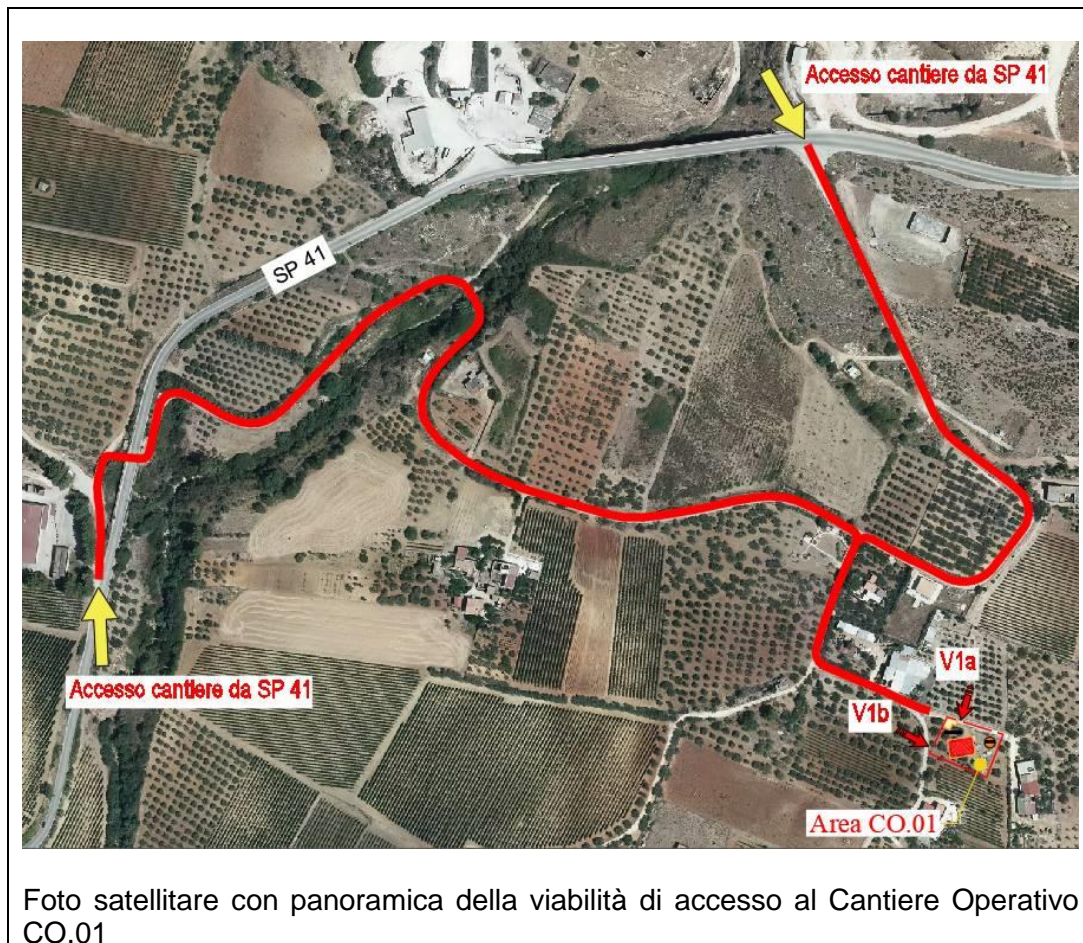 Accesso cantiere da SP 41
SP 41
Accesso cantiere da SP 41
V1a
V1b
Area CO.01
Foto satellitare con panoramica della viabilità di accesso al Cantiere Operativo
CO.01